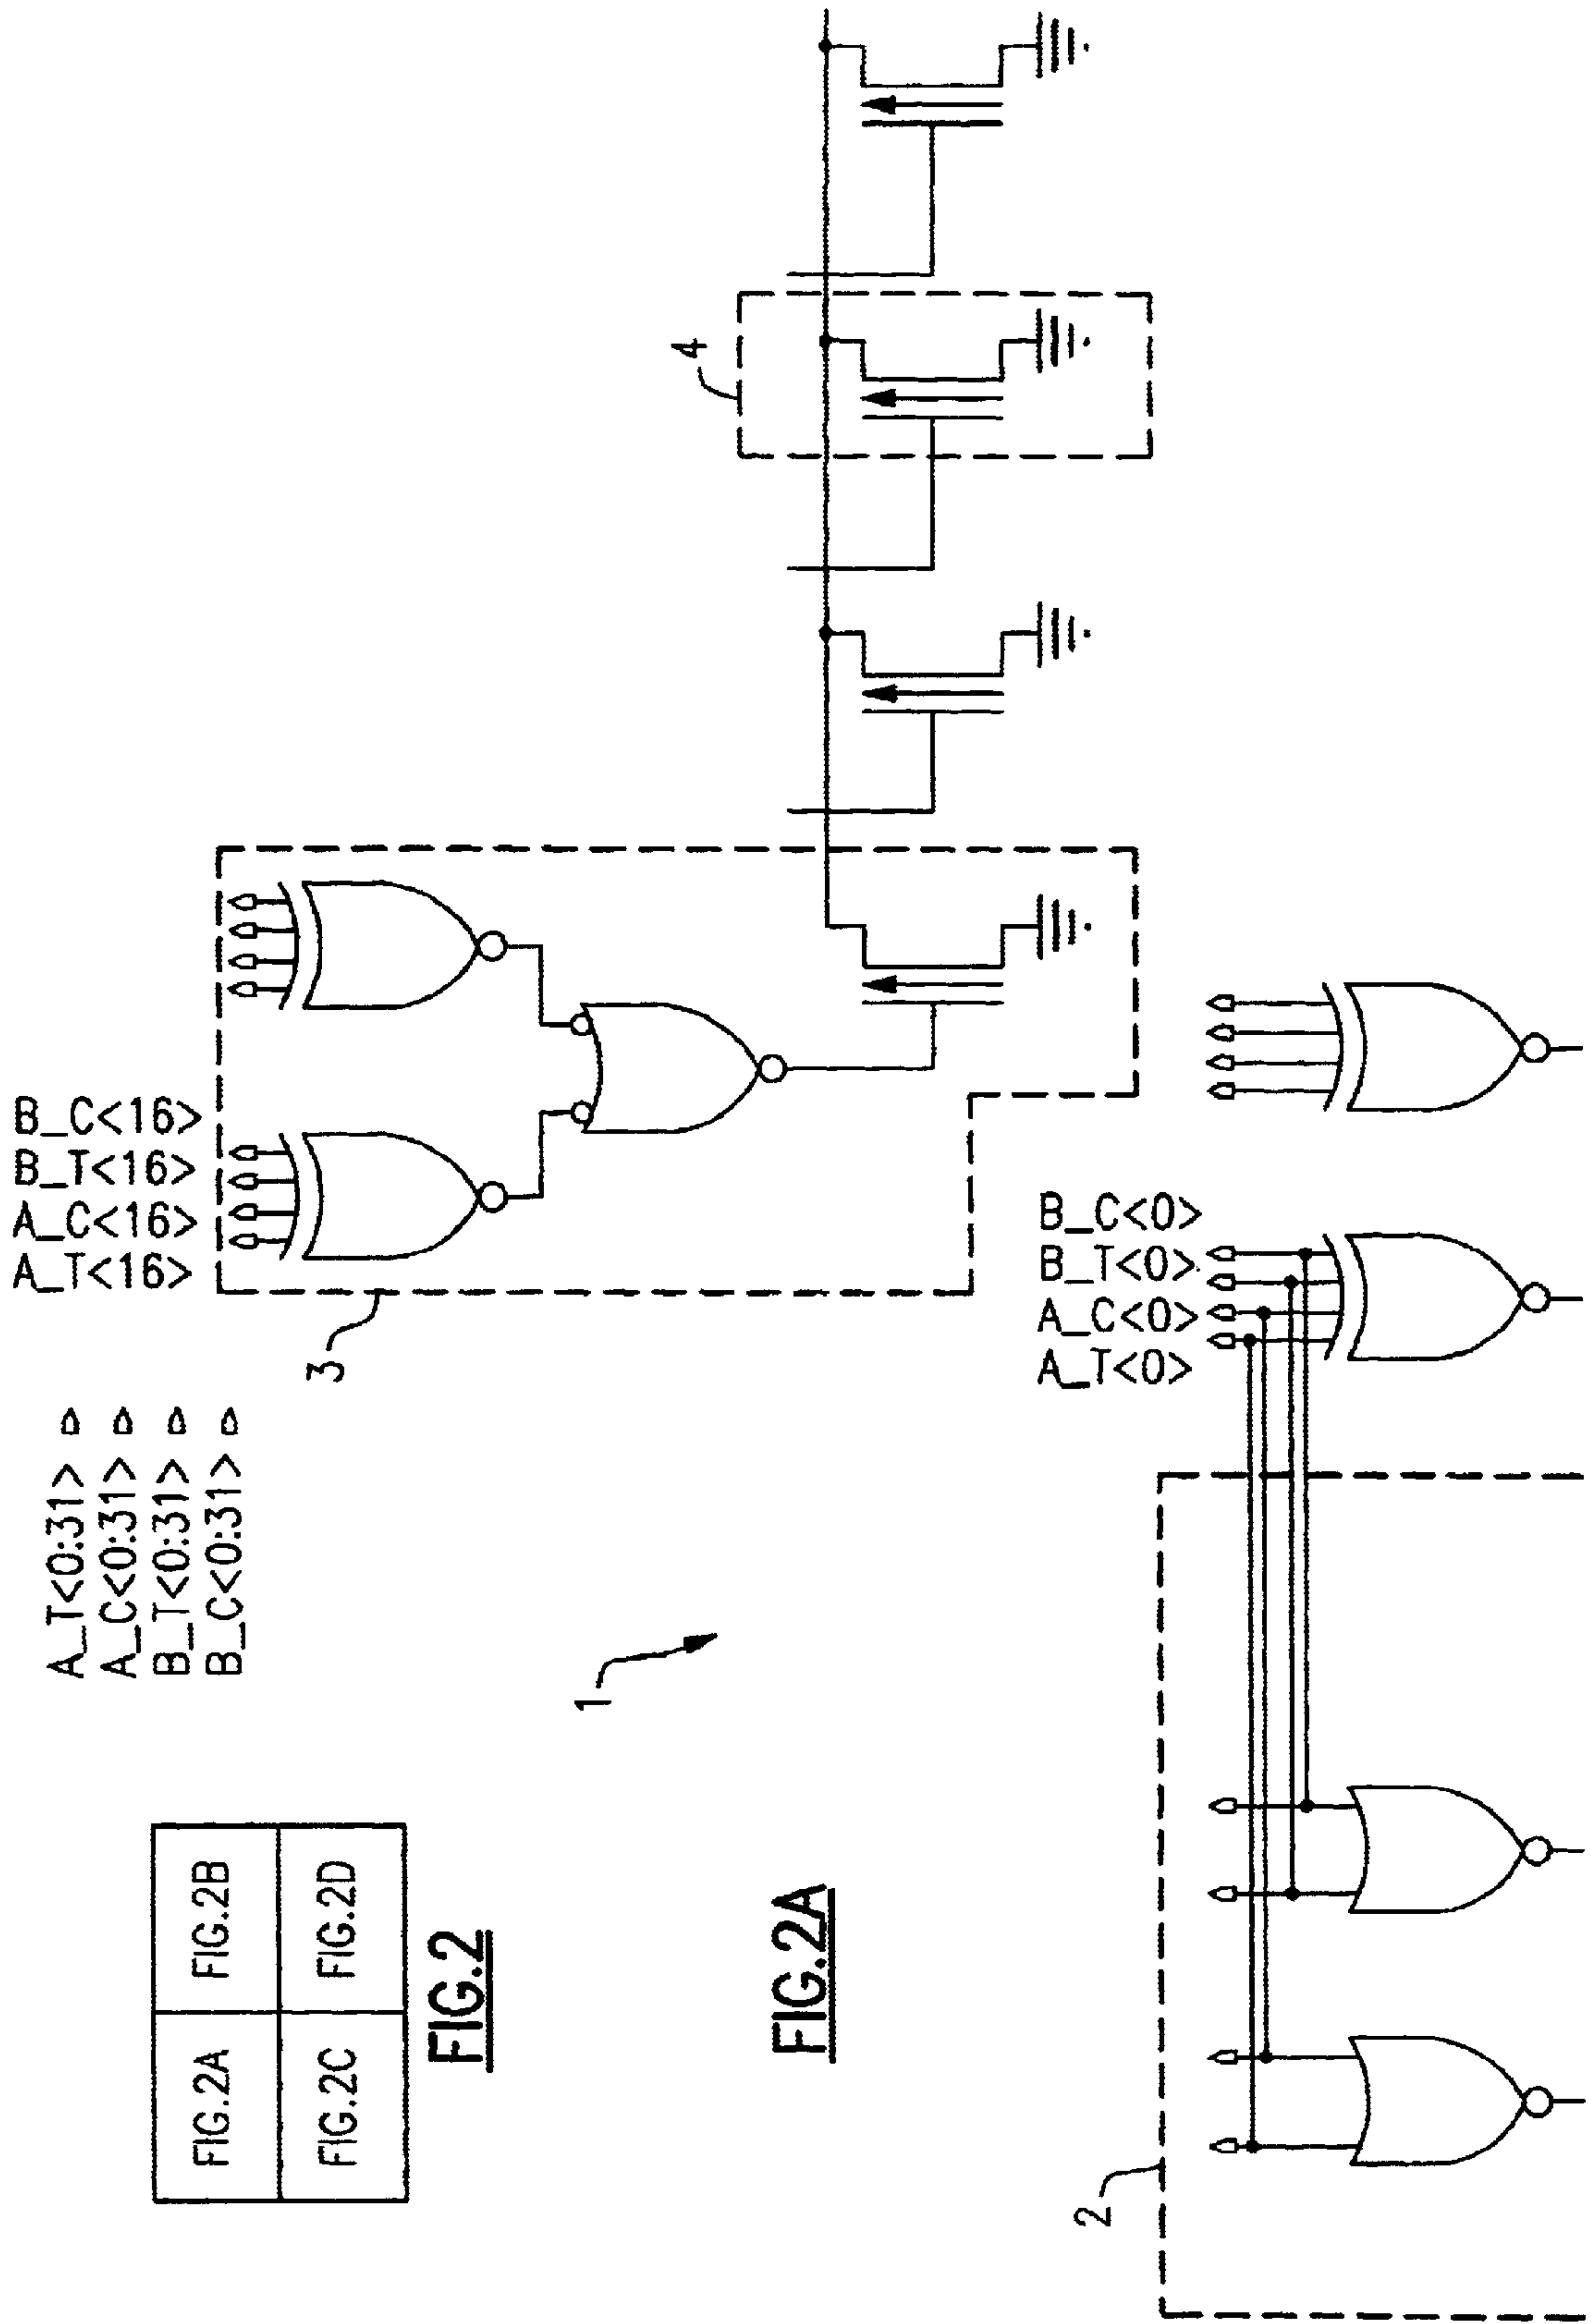 A_T<0:31>
A_C<0:31>
B_T<0:31>
B_C<0:31>
FIG.2A
FIG.2B
FIG.2C
FIG.2D
FIG.2
1
FIG.2A
B_C<16>
B_T<16>
A_C<16>
A_T<16>
3
4
B_C<0>
B_T<0>
A_C<0>
A_T<0>
2